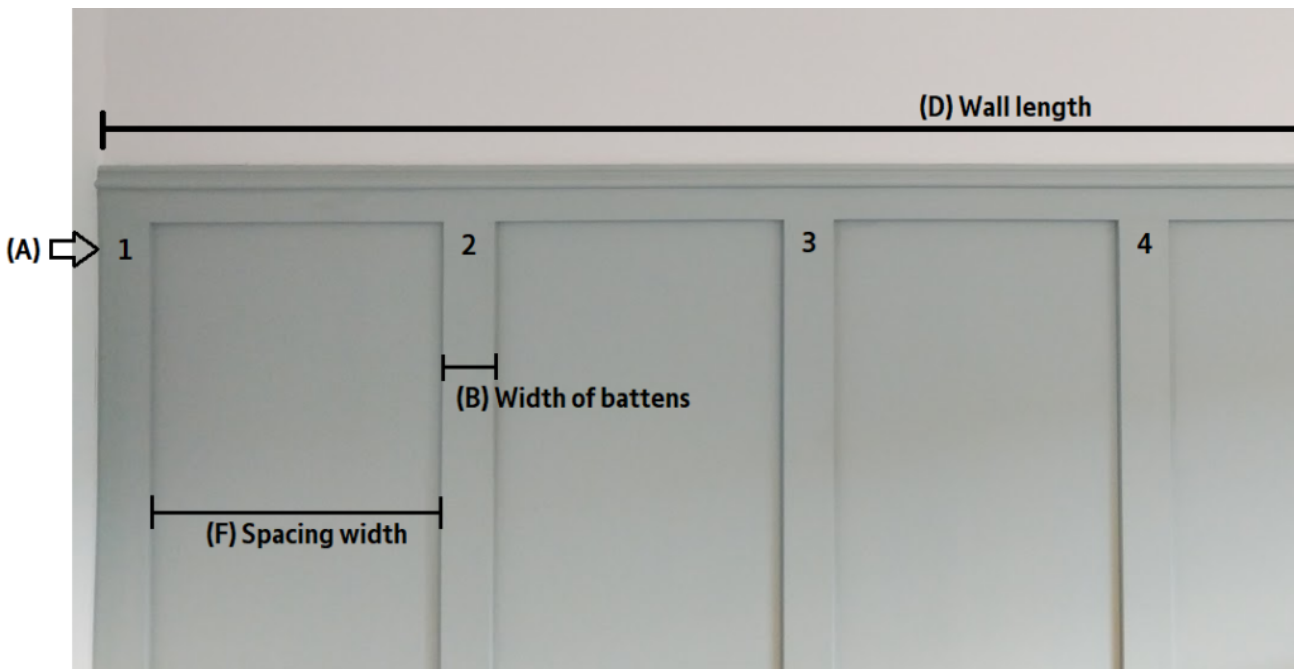 (D) Wall length
(A) 1 2 3 4
(B) Width of battens
(F) Spacing width